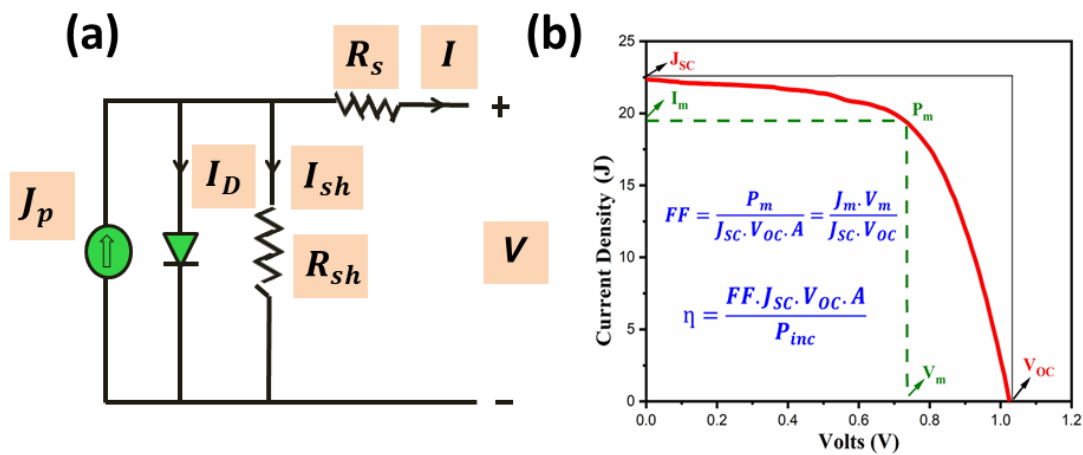 (a)
R_s
I
+
I_D
I_sh
J_p
R_sh
V
−
(b)
25
20
15
10
5
0
Current Density (J)
J_SC
I_m
P_m
FF = P_m / J_SC . V_OC . A = J_m . V_m / J_SC . V_OC
η = FF . J_SC . V_OC . A / P_inc
V_m
V_OC
0.0 0.2 0.4 0.6 0.8 1.0 1.2
Volts (V)